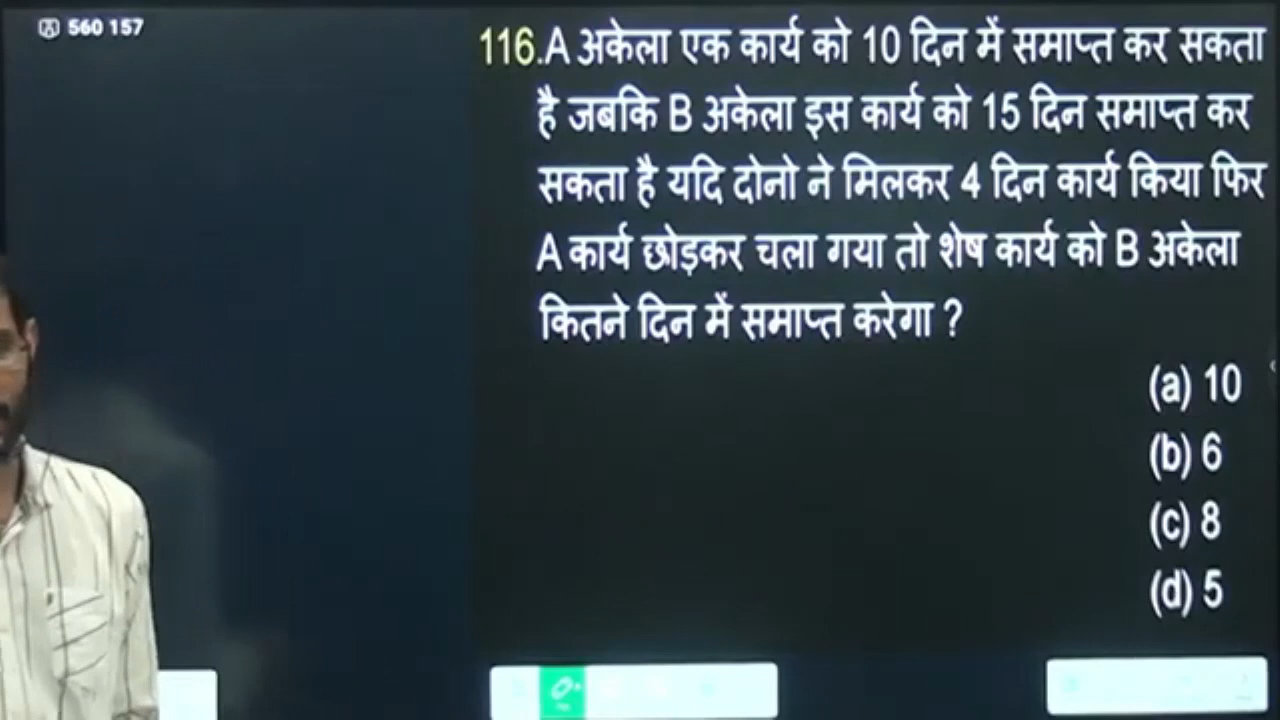 560 157
116.A अकेला एक कार्य को 10 दिन में समाप्त कर सकता
है जबकि B अकेला इस कार्य को 15 दिन समाप्त कर
सकता है यदि दोनो ने मिलकर 4 दिन कार्य किया फिर
A कार्य छोड़कर चला गया तो शेष कार्य को B अकेला
कितने दिन में समाप्त करेगा ?
(a) 10
(b) 6
(c) 8
(d) 5